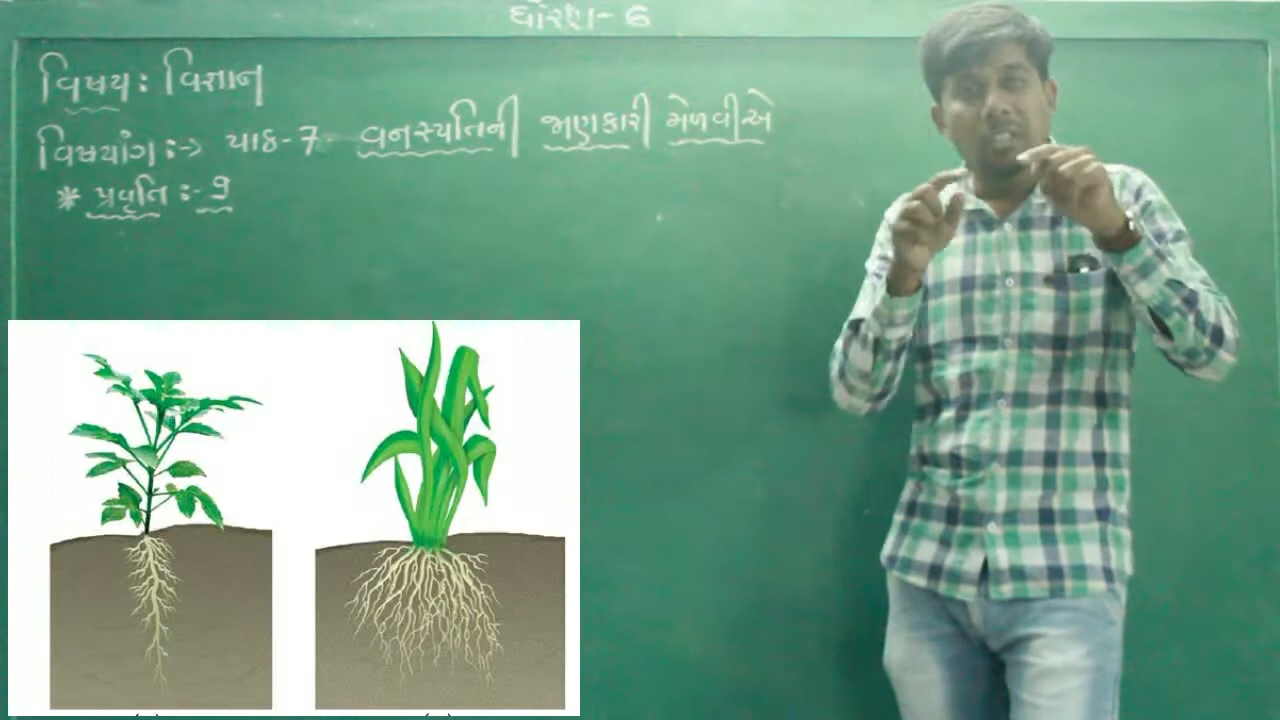 ધોરણ- 6
વિષય : વિજ્ઞાન
વિષયાંગ :-> પાઠ-7 વનસ્પતિની જાણકારી મેળવીએ
* પ્રવૃતિ :- 9